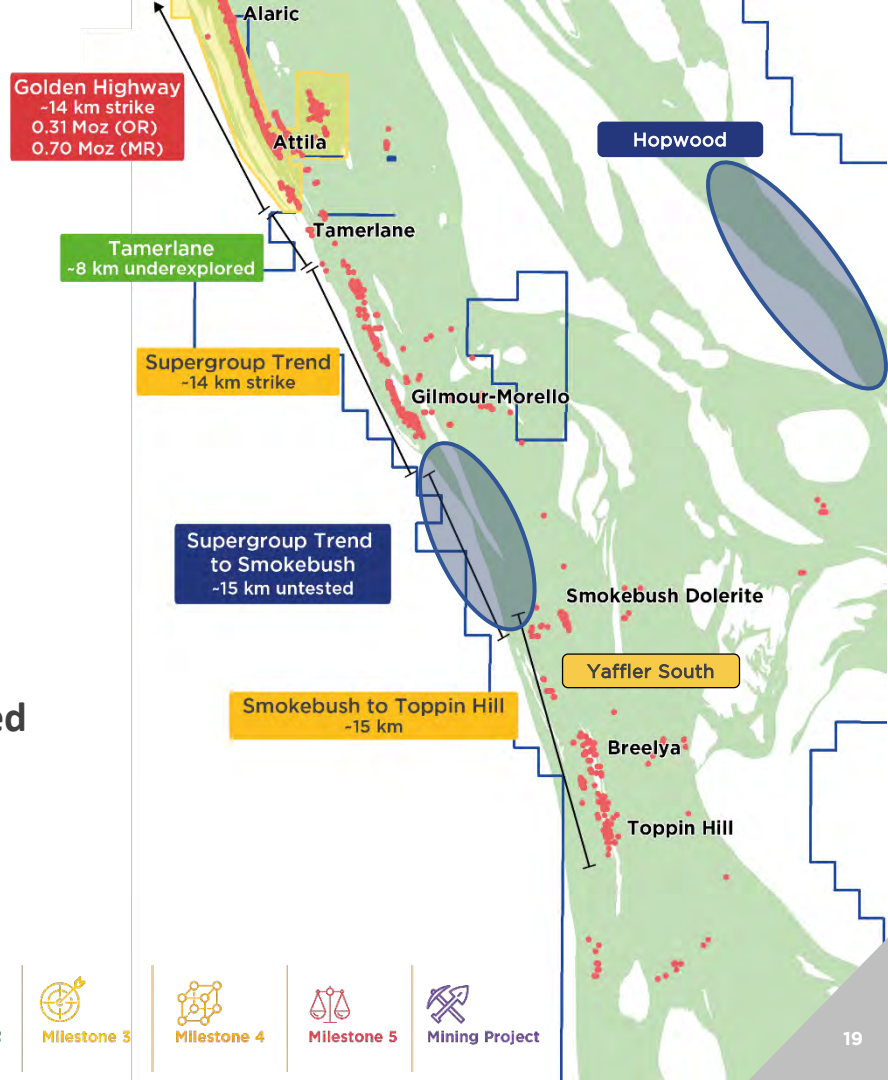 Alaric
Golden Highway
~14 km strike
0.31 Moz (OR)
0.70 Moz (MR)
Attila
Hopwood
Tamerlane
Tamerlane
~8 km underexplored
Supergroup Trend
~14 km strike
Gilmour-Morello
Supergroup Trend
to Smokebush
~15 km untested
Smokebush Dolerite
Yaffler South
Smokebush to Toppin Hill
~15 km
ed
Breelya
Toppin Hill
Milestone 3
Milestone 4
Milestone 5
Mining Project
19